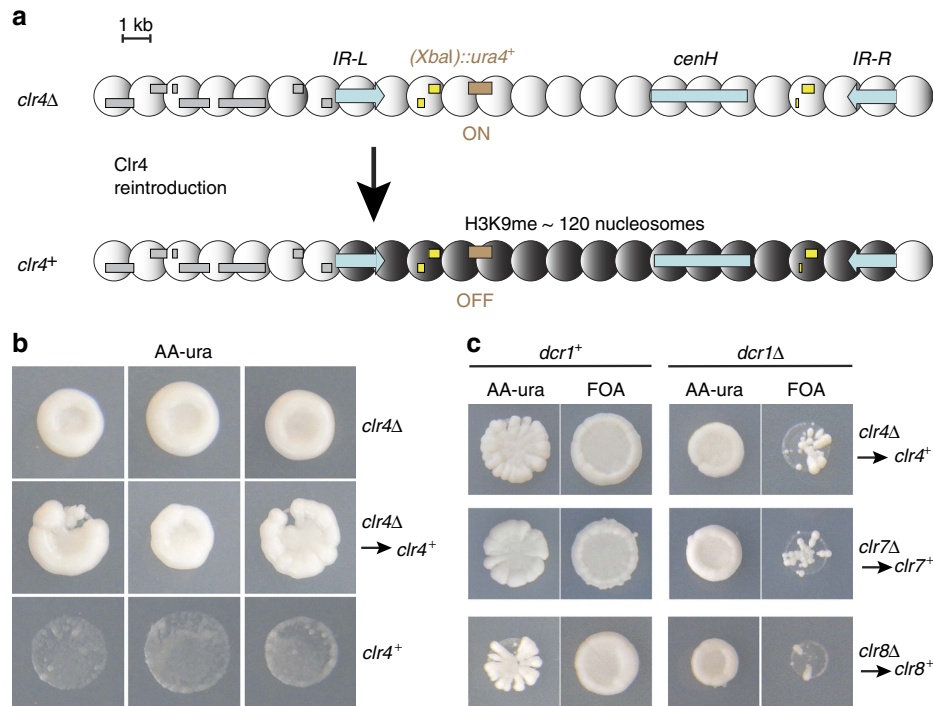 a
1 kb
IR-L (XbaI)::ura4+ cenH IR-R
clr4Δ
ON
Clr4
reintroduction
H3K9me ~ 120 nucleosomes
clr4+
OFF
b
AA-ura
clr4Δ
clr4Δ
→ clr4+
clr4+
c
dcr1+ dcr1Δ
AA-ura FOA AA-ura FOA
clr4Δ
→ clr4+
clr7Δ
→ clr7+
clr8Δ
→ clr8+